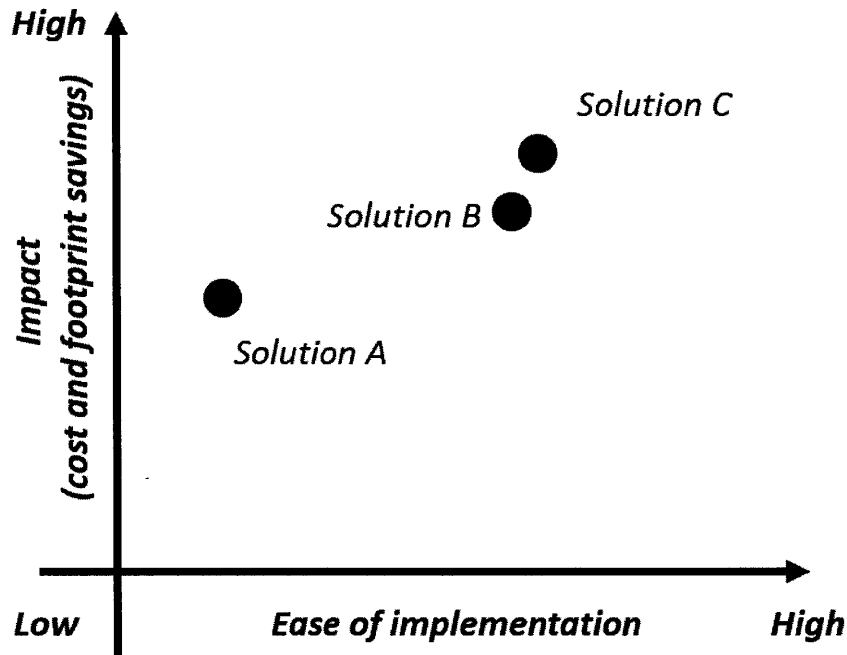 High
Solution C
Solution B
Solution A
Impact
(cost and footprint savings)
Low
Ease of implementation
High